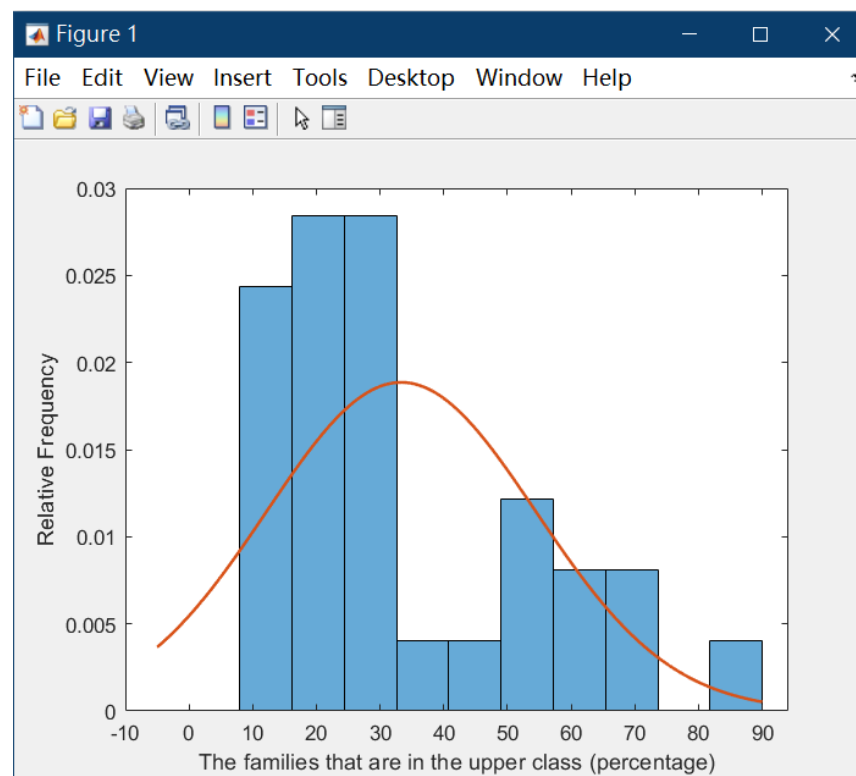 Figure 1
File Edit View Insert Tools Desktop Window Help
0.03
0.025
0.02
0.015
0.01
0.005
0
Relative Frequency
-10 0 10 20 30 40 50 60 70 80 90
The families that are in the upper class (percentage)